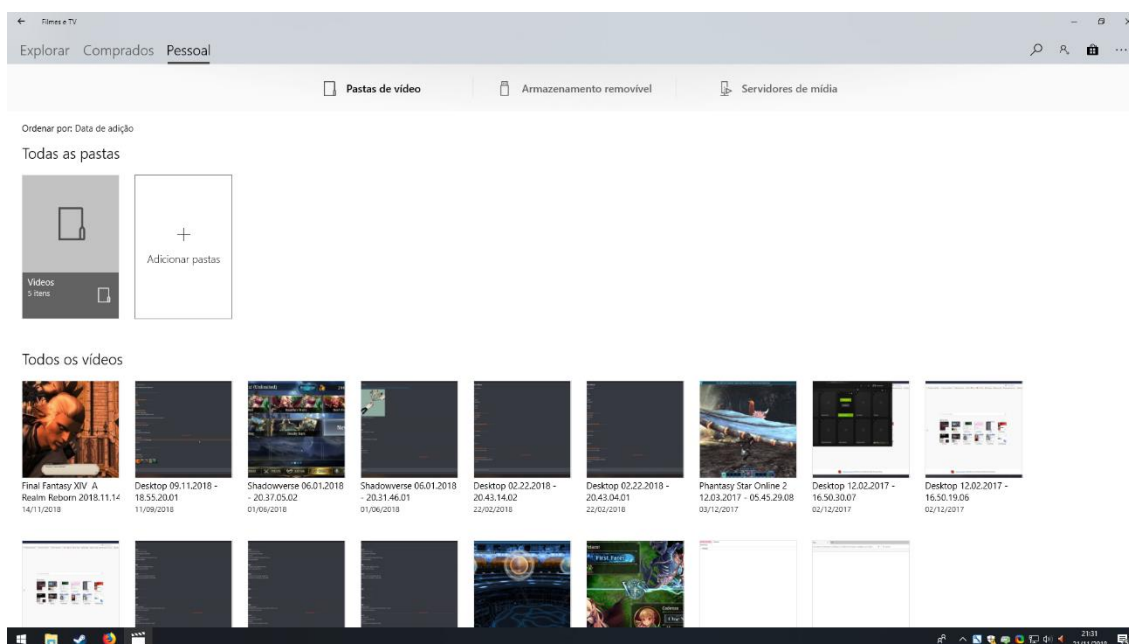 Filmes e TV
Explorar Comprados Pessoal
Pastas de vídeo Armazenamento removível Servidores de mídia
Ordenar por: Data de adição
Todas as pastas
Vídeos
5 itens
Adicionar pastas
Todos os vídeos
Final Fantasy XIV A Realm Reborn 2018.11.14
14/11/2018
Desktop 09.11.2018 - 18.55.20.01
11/09/2018
Shadowverse 06.01.2018 - 20.37.05.02
01/06/2018
Shadowverse 06.01.2018 - 20.31.46.01
01/06/2018
Desktop 02.22.2018 - 20.43.14.02
22/02/2018
Desktop 02.22.2018 - 20.43.04.01
22/02/2018
Phantasy Star Online 2 12.03.2017 - 05.45.29.08
03/12/2017
Desktop 12.02.2017 - 16.50.30.07
02/12/2017
Desktop 12.02.2017 - 16.50.19.06
02/12/2017
21:31
21/11/2018